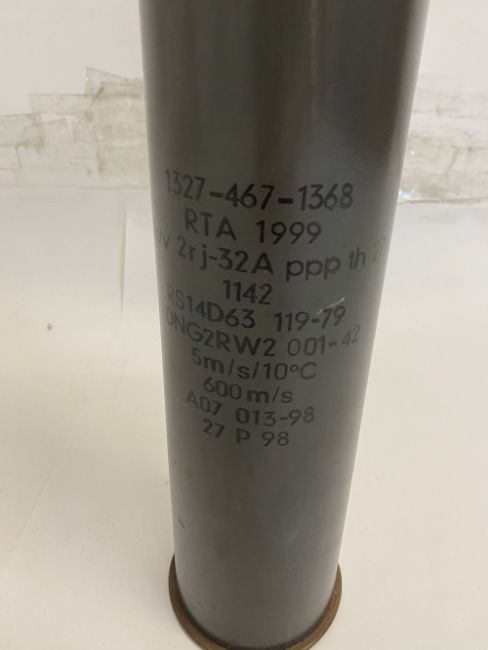 1327-467-1368
RTA 1999
2rj-32A ppp th
1142
RS14D63 119-79
DNG2RW2 001-42
5m/s/10°C
600m/s
A07 013-98
27 P 98